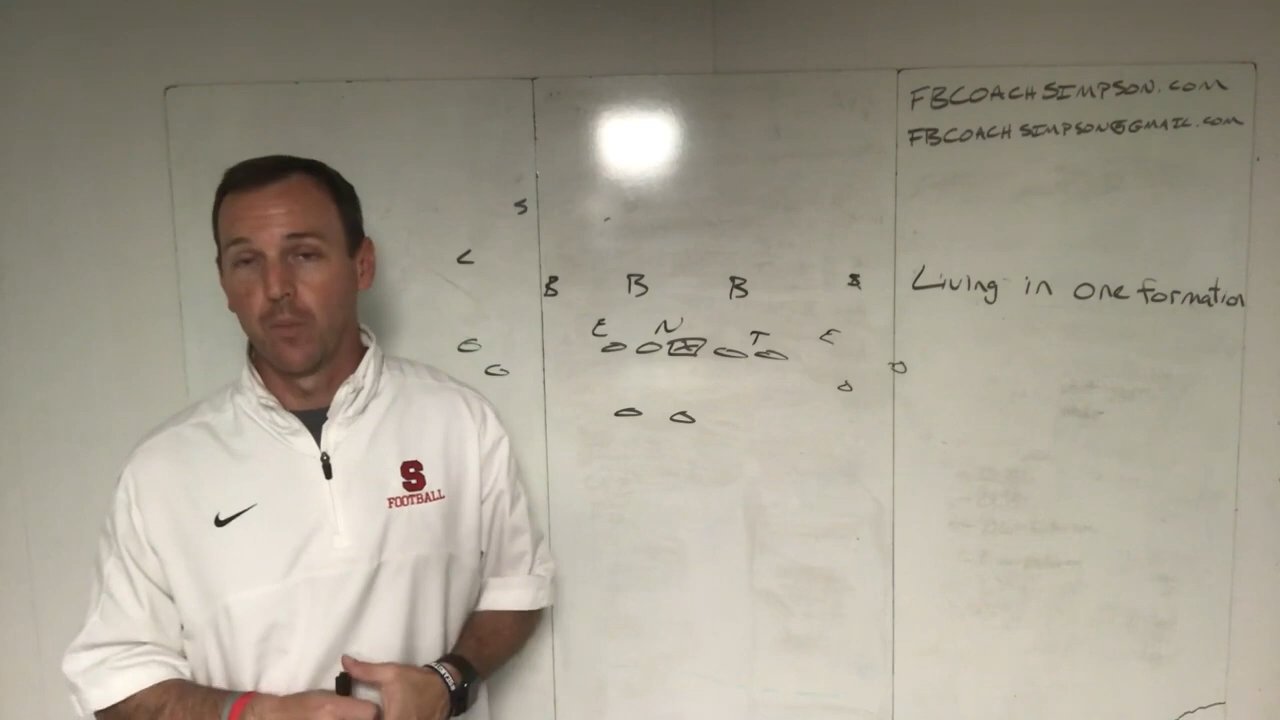 FBCOACHSIMPSON.COM
FBCOACHSIMPSON@GMAIL.COM
S
C
B B B $
Living in one formation
E N T E
S
FOOTBALL